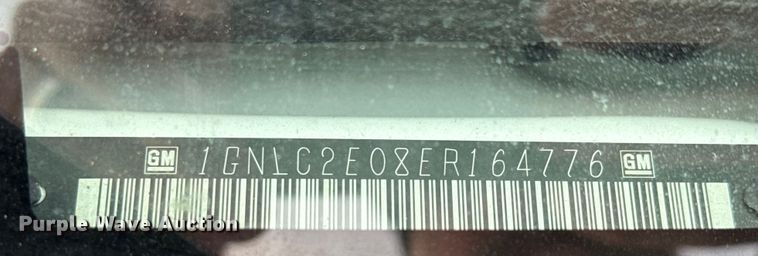 GM 1GNLC2E08ER164776 GM
Purple Wave Auction